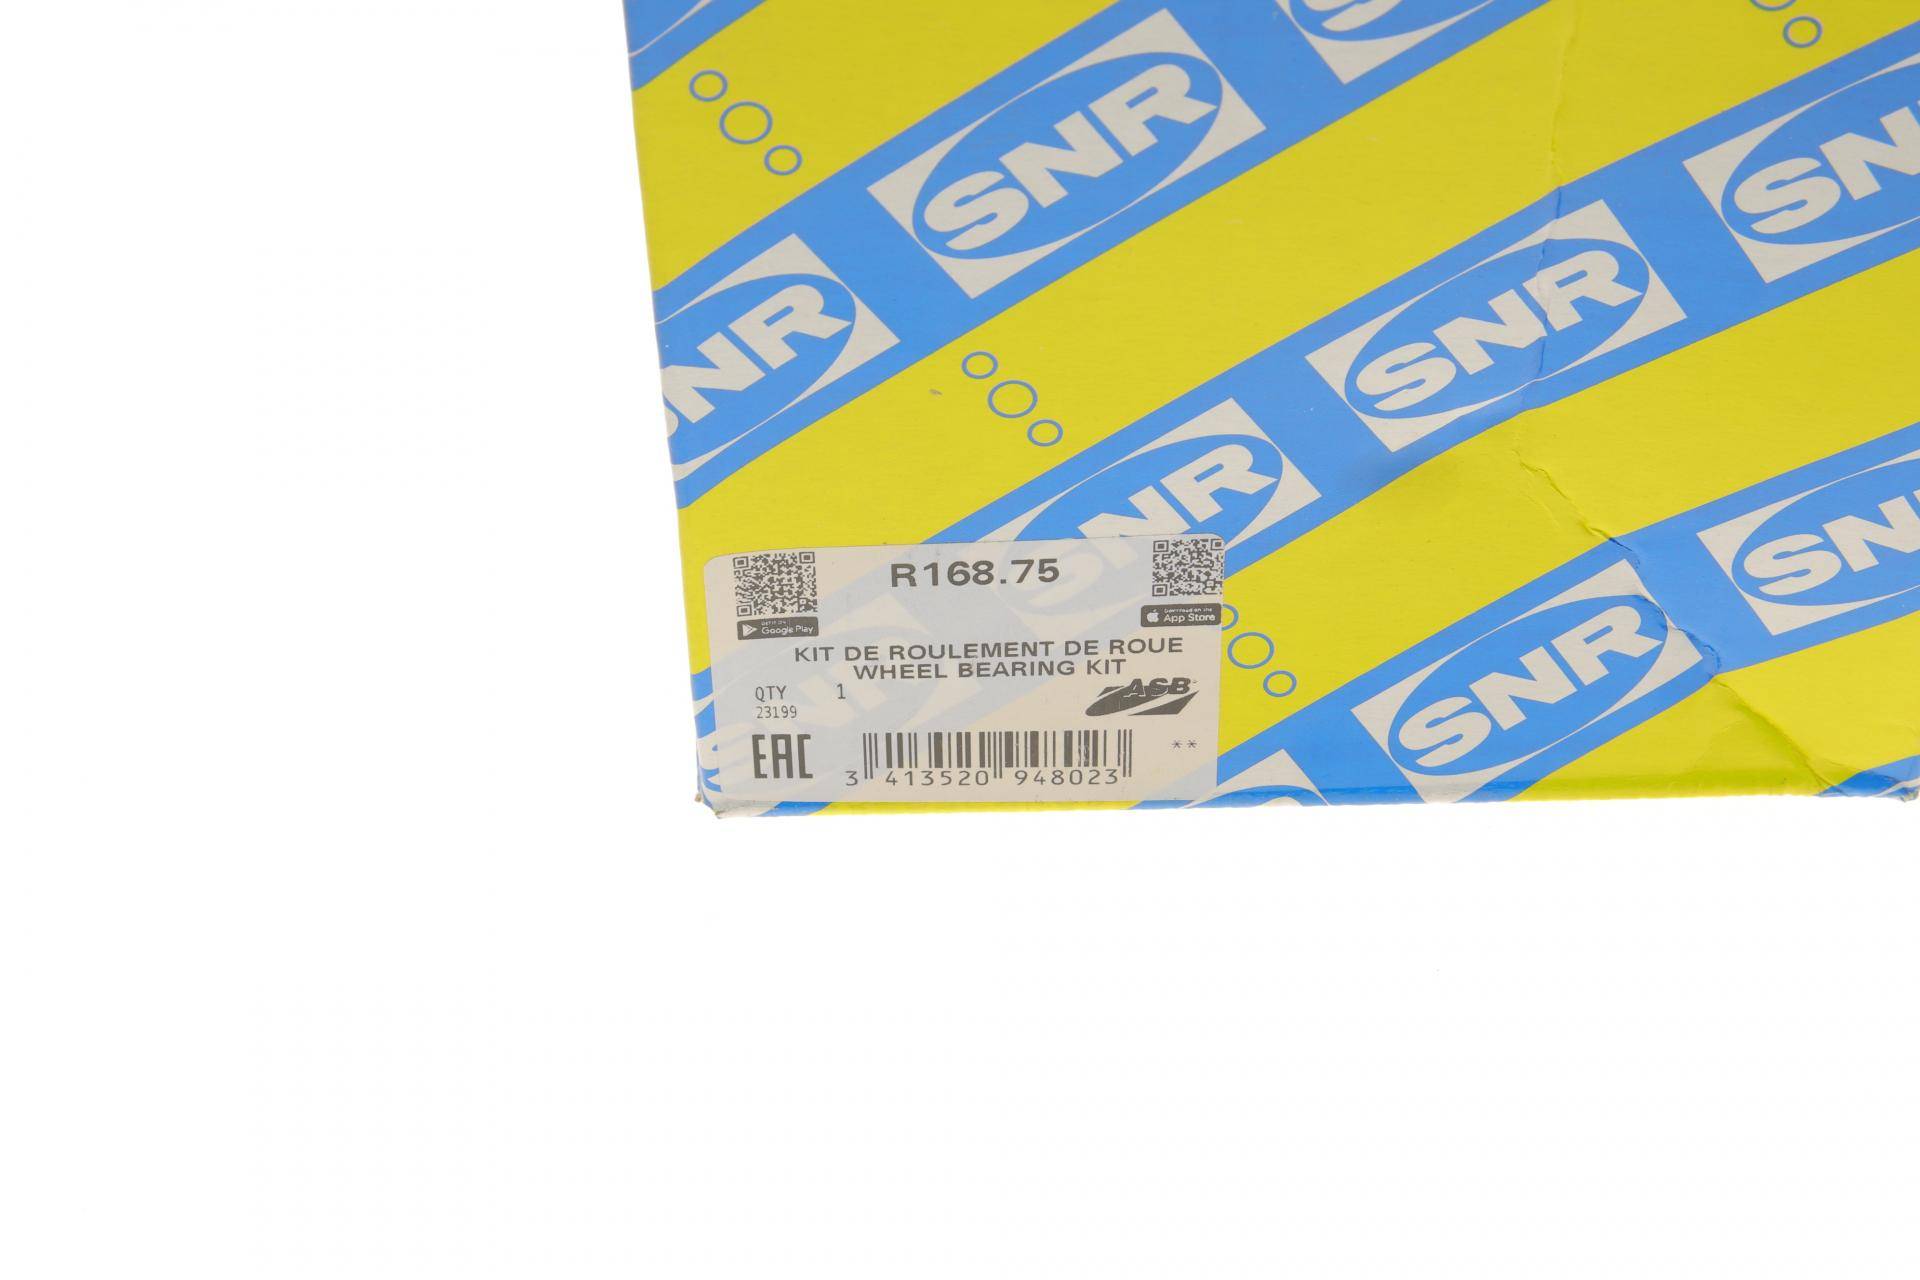 SNR
SNR
SNR
SNR
SNR
SNR
SNR
SNR
R168.75
GET IT ON
Google Play
Download on the
App Store
KIT DE ROULEMENT DE ROUE
WHEEL BEARING KIT
QTY 1
23199
ASB
EAC
3 413520 948023
**